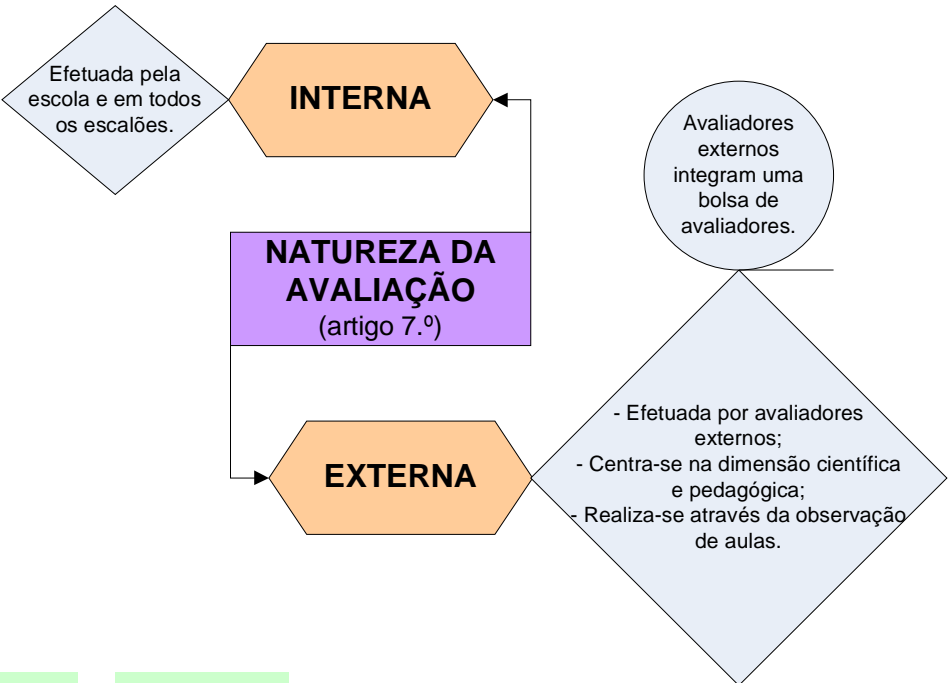 Efetuada pela
escola e em todos
os escalões.
INTERNA
Avaliadores
externos
integram uma
bolsa de
avaliadores.
NATUREZA DA
AVALIAÇÃO
(artigo 7.º)
EXTERNA
- Efetuada por avaliadores
externos;
- Centra-se na dimensão científica
e pedagógica;
- Realiza-se através da observação
de aulas.